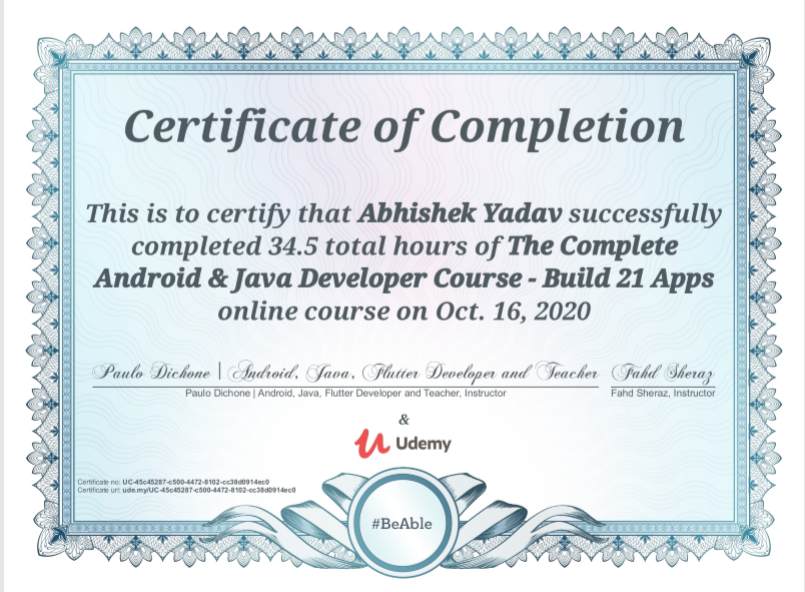 Certificate of Completion
This is to certify that Abhishek Yadav successfully
completed 34.5 total hours of The Complete
Android & Java Developer Course - Build 21 Apps
online course on Oct. 16, 2020
Paulo Dichone | Android, Java, Flutter Developer and Teacher Fahd Sheraz
Paulo Dichone | Android, Java, Flutter Developer and Teacher, Instructor Fahd Sheraz, Instructor
&
Udemy
Certificate no: UC-45c45287-c500-4472-8102-cc38d0914ec0
Certificate url: ude.my/UC-45c45287-c500-4472-8102-cc38d0914ec0
#BeAble